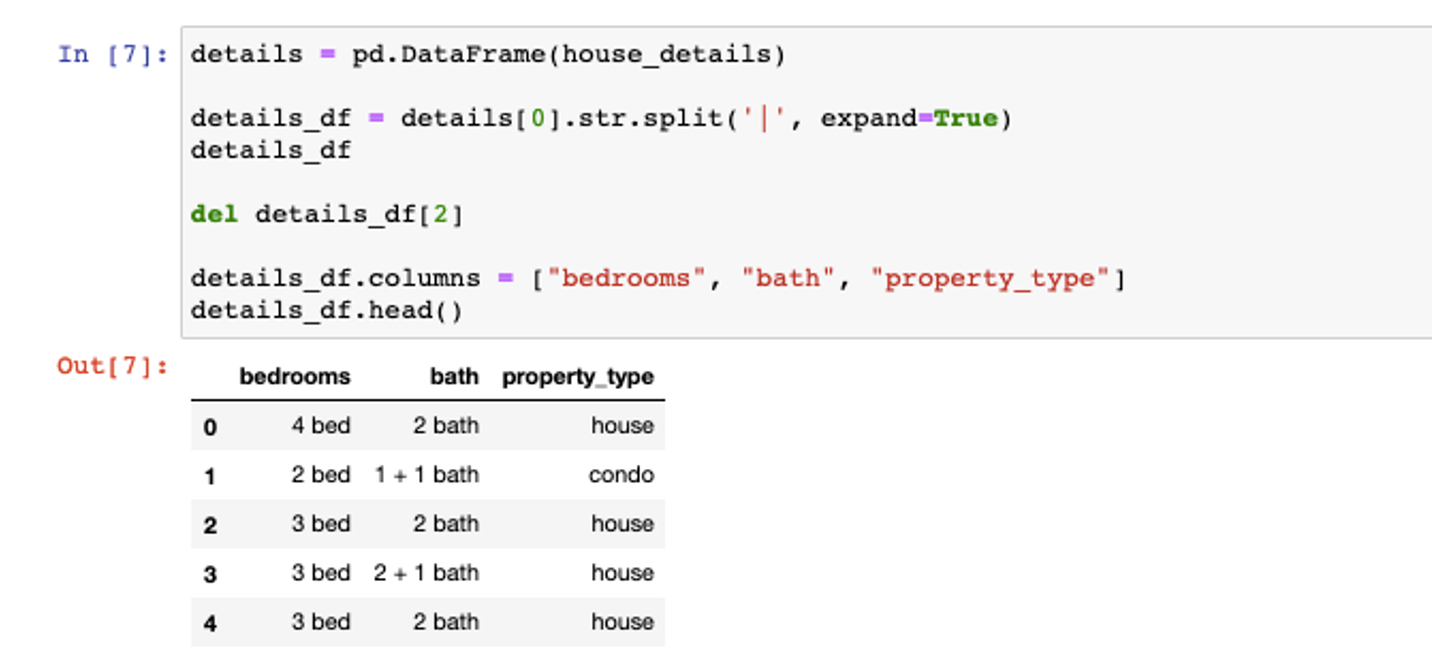 In [7]: details = pd.DataFrame(house_details)
details_df = details[0].str.split('|', expand=True)
details_df
del details_df[2]
details_df.columns = ["bedrooms", "bath", "property_type"]
details_df.head()
Out[7]:
bedrooms bath property_type
0 4 bed 2 bath house
1 2 bed 1 + 1 bath condo
2 3 bed 2 bath house
3 3 bed 2 + 1 bath house
4 3 bed 2 bath house